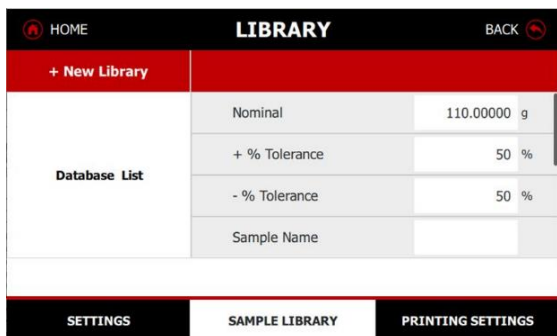 HOME LIBRARY BACK
+ New Library
Nominal 110.00000 g
+ % Tolerance 50 %
Database List
- % Tolerance 50 %
Sample Name
SETTINGS SAMPLE LIBRARY PRINTING SETTINGS